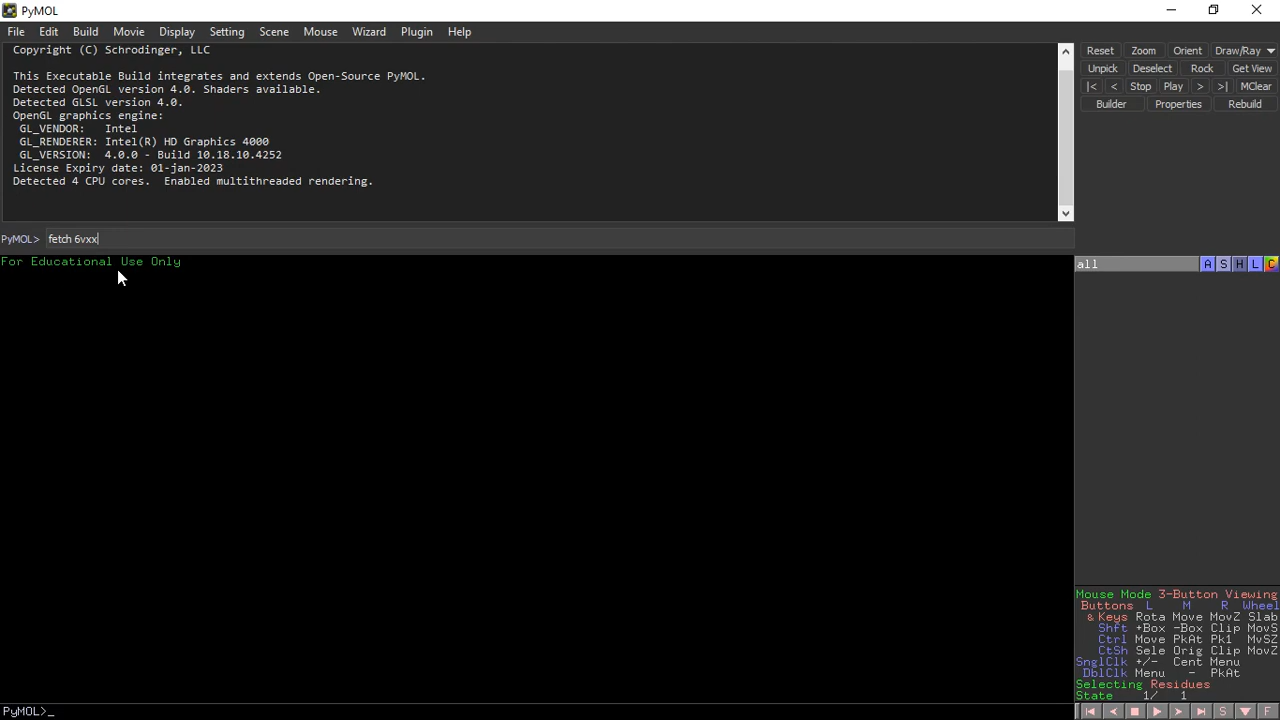 PyMOL
File Edit Build Movie Display Setting Scene Mouse Wizard Plugin Help
Copyright (C) Schrodinger, LLC
This Executable Build integrates and extends Open-Source PyMOL.
Detected OpenGL version 4.0. Shaders available.
Detected GLSL version 4.0.
OpenGL graphics engine:
GL_VENDOR: Intel
GL_RENDERER: Intel(R) HD Graphics 4000
GL_VERSION: 4.0.0 - Build 10.18.10.4252
License Expiry date: 01-jan-2023
Detected 4 CPU cores. Enabled multithreaded rendering.
PyMOL> fetch 6vxx
For Educational Use Only
Reset Zoom Orient Draw/Ray
Unpick Deselect Rock Get View
|< < Stop Play > >| MClear
Builder Properties Rebuild
all A S H L C
Mouse Mode 3-Button Viewing
Buttons L M R Wheel
& Keys Rota Move MovZ Slab
Shft +Box -Box Clip MovS
Ctrl Move PkAt Pk1 MvSZ
CtSh Sele Orig Clip MovZ
SnglClk +/- Cent Menu
DblClk Menu - PkAt
Selecting Residues
State 1/ 1
S F
PyMOL>_